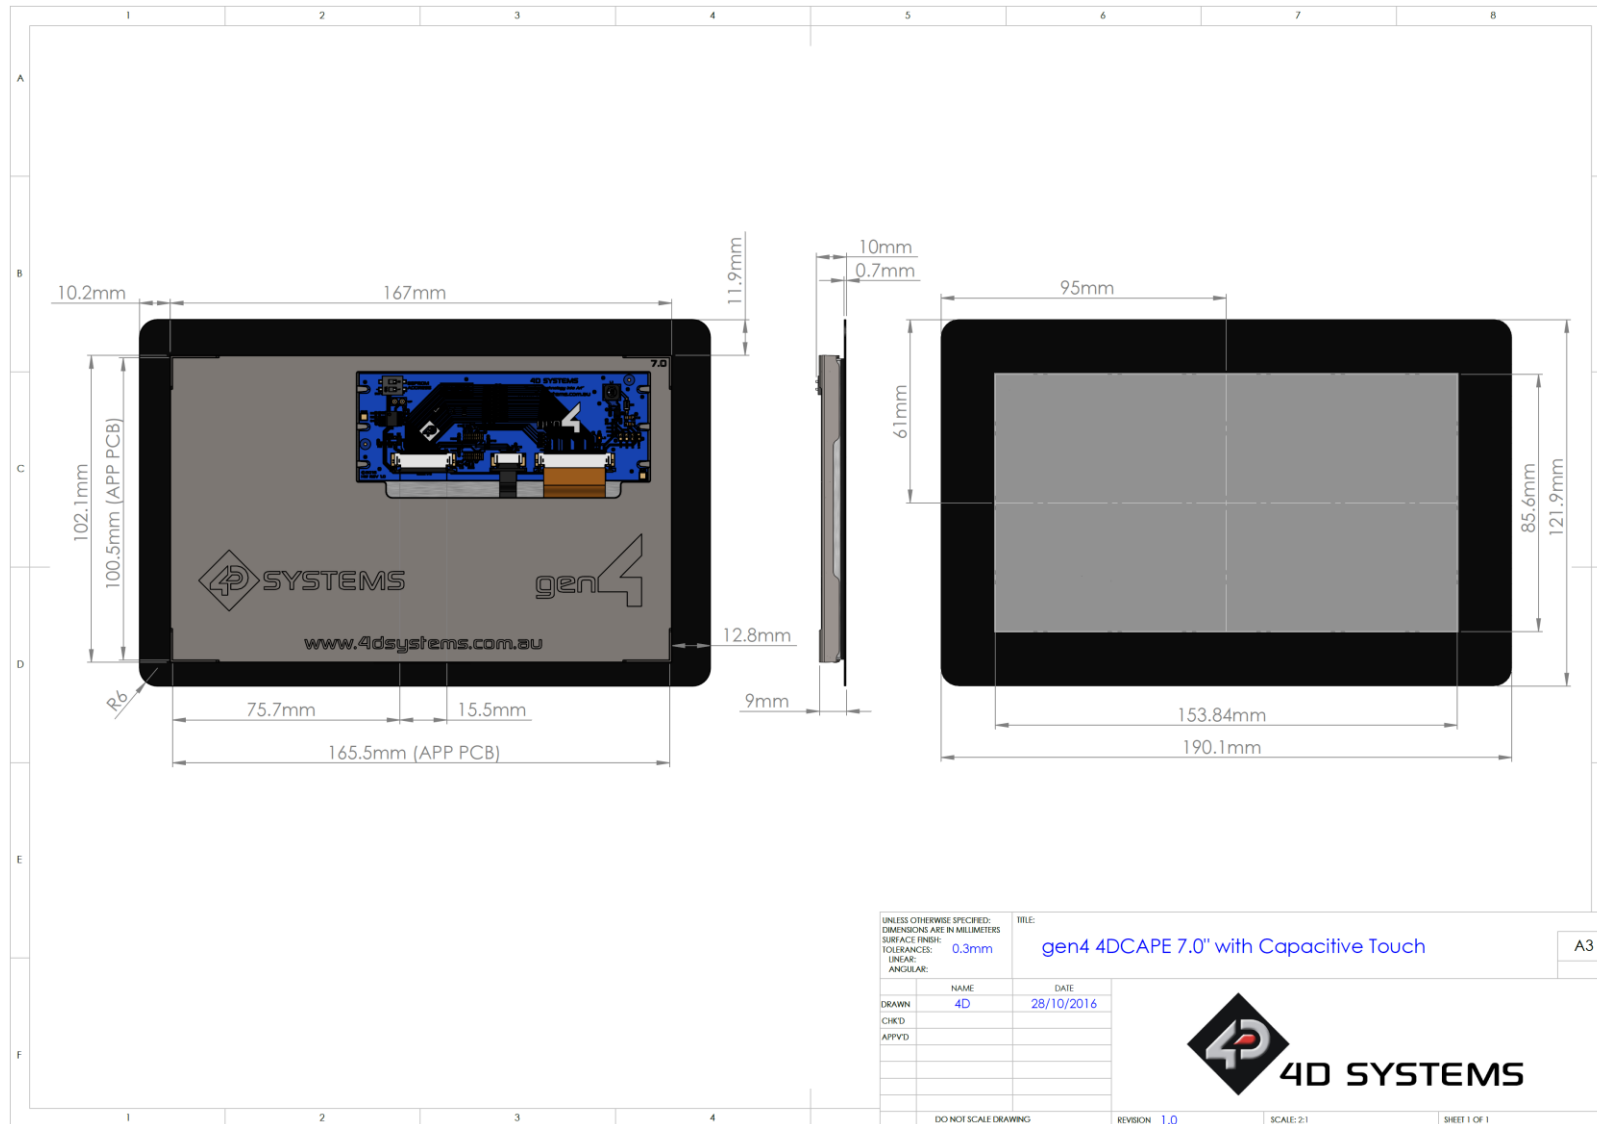 1 2 3 4 5 6 7 8
A
B
C
D
E
F
10mm
0.7mm
11.9mm
10.2mm
167mm
95mm
7.0
4D SYSTEMS
61mm
102.1mm
100.5mm (APP PCB)
85.6mm
121.9mm
4D SYSTEMS
gen4
www.4dsystems.com.au
12.8mm
R6
75.7mm
15.5mm
9mm
165.5mm (APP PCB)
153.84mm
190.1mm
UNLESS OTHERWISE SPECIFIED:
DIMENSIONS ARE IN MILLIMETERS
SURFACE FINISH:
TOLERANCES: 0.3mm
LINEAR:
ANGULAR:
TITLE:
gen4 4DCAPE 7.0" with Capacitive Touch
A3
NAME DATE
DRAWN 4D 28/10/2016
CHK'D
APPV'D
4D SYSTEMS
DO NOT SCALE DRAWING
REVISION 1.0
SCALE: 2:1
SHEET 1 OF 1
1 2 3 4